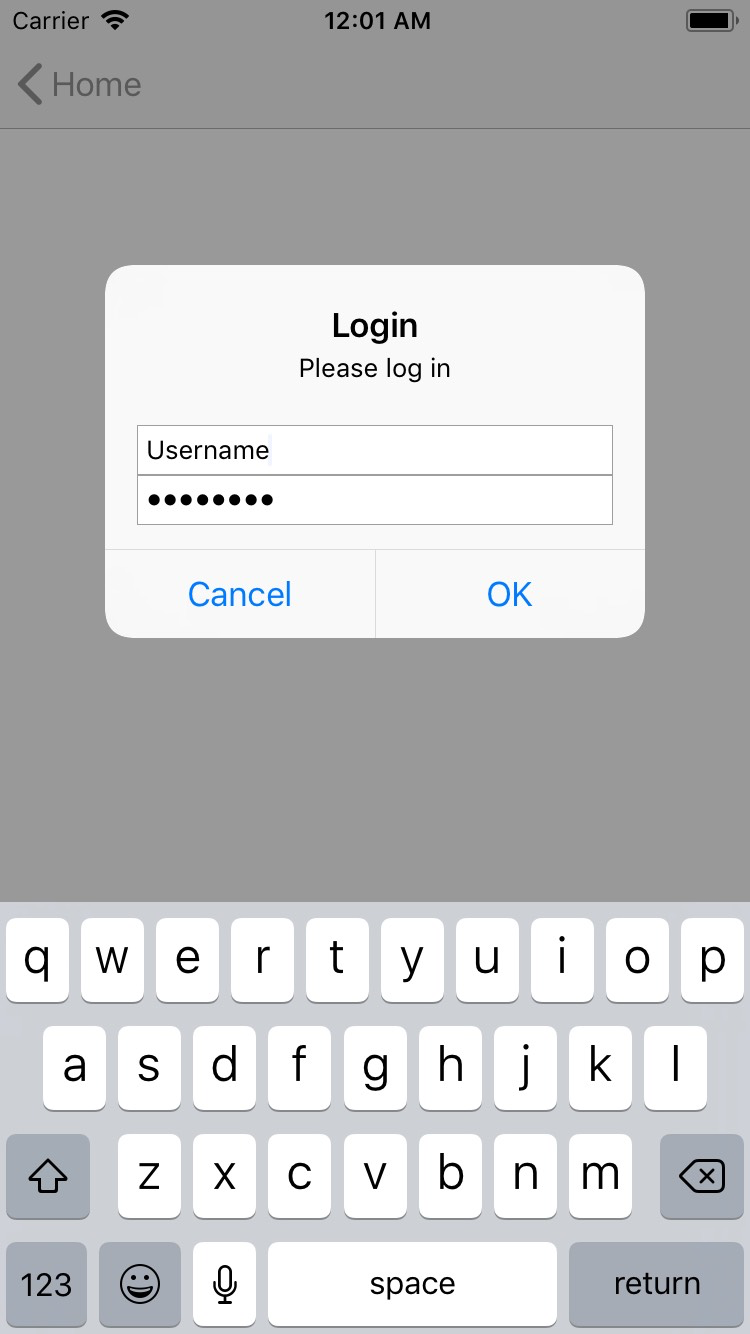 Carrier 12:01 AM
Home
Login
Please log in
Username
••••••••
Cancel OK
q w e r t y u i o p
a s d f g h j k l
z x c v b n m
123 space return